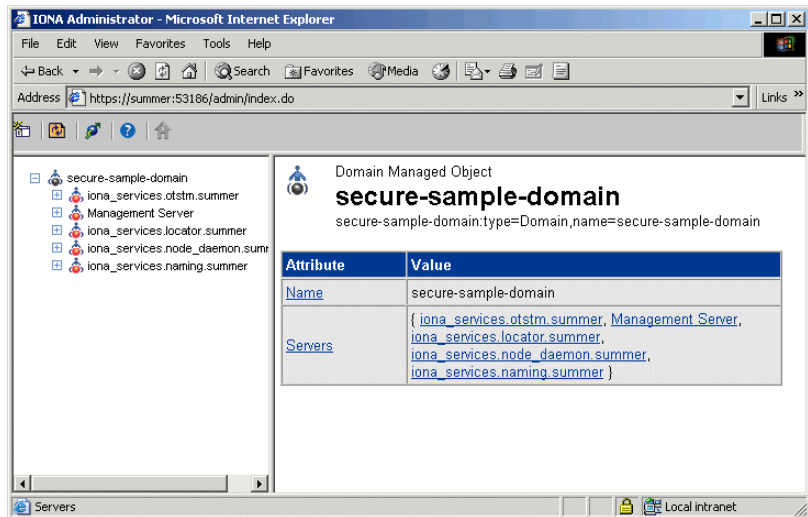 IONA Administrator - Microsoft Internet Explorer
File Edit View Favorites Tools Help
Back Search Favorites Media
Address https://summer:53186/admin/index.do Links »
secure-sample-domain
iona_services.otstm.summer
Management Server
iona_services.locator.summer
iona_services.node_daemon.summ
iona_services.naming.summer
Domain Managed Object
secure-sample-domain
secure-sample-domain:type=Domain,name=secure-sample-domain
Attribute Value
Name secure-sample-domain
Servers { iona_services.otstm.summer, Management Server,
iona_services.locator.summer,
iona_services.node_daemon.summer,
iona_services.naming.summer }
Servers Local intranet